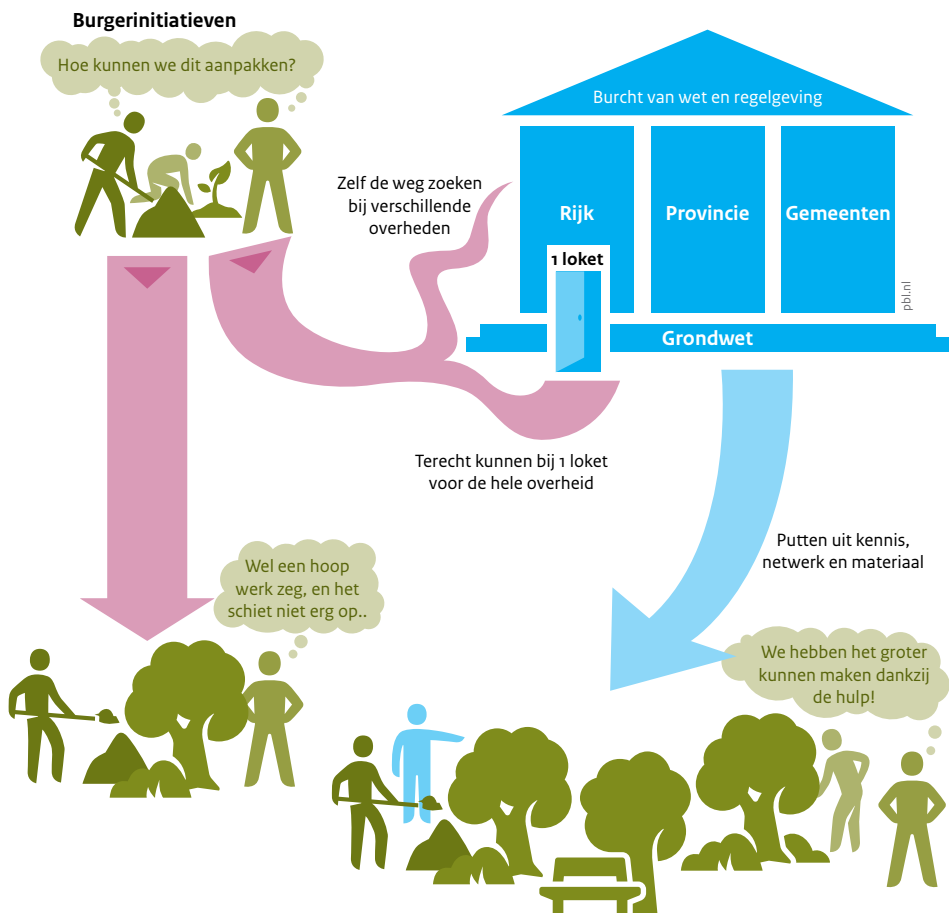 Burgerinitiatieven
Hoe kunnen we dit aanpakken?
Burcht van wet en regelgeving
Zelf de weg zoeken
bij verschillende
overheden
Rijk
Provincie
Gemeenten
1 loket
pbl.nl
Grondwet
Terecht kunnen bij 1 loket
voor de hele overheid
Putten uit kennis,
netwerk en materiaal
Wel een hoop
werk zeg, en het
schiet niet erg op..
We hebben het groter
kunnen maken dankzij
de hulp!